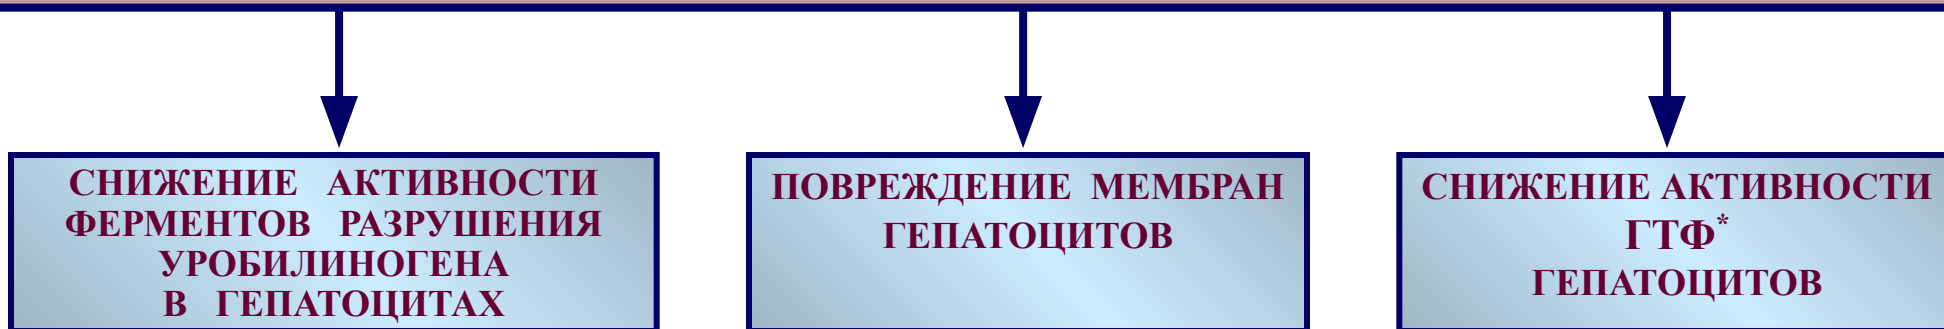 СНИЖЕНИЕ АКТИВНОСТИ
ФЕРМЕНТОВ РАЗРУШЕНИЯ
УРОБИЛИНОГЕНА
В ГЕПАТОЦИТАХ
ПОВРЕЖДЕНИЕ МЕМБРАН
ГЕПАТОЦИТОВ
СНИЖЕНИЕ АКТИВНОСТИ
ГТФ*
ГЕПАТОЦИТОВ